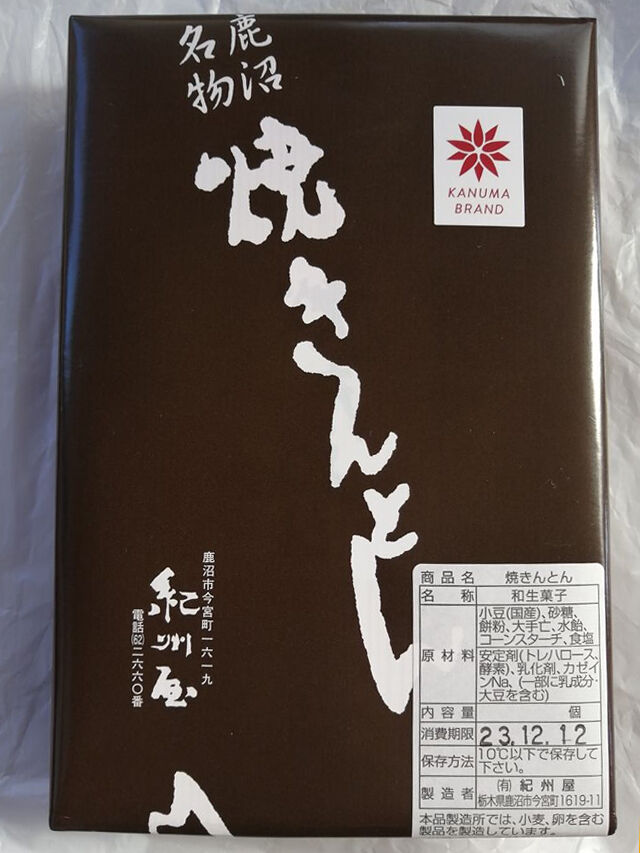 鹿沼
名物
焼きんとん
KANUMA
BRAND
鹿沼市今宮町一六一九
紀州屋
電話(62)二六六〇番
商品名 焼きんとん
名称 和生菓子
原材料 小豆(国産)、砂糖、
餅粉、大手亡、水飴、
コーンスターチ、食塩
安定剤(トレハロース、
酵素)、乳化剤、カゼイ
ンNa、(一部に乳成分・
大豆を含む)
内容量 個
消費期限 23.12.12
保存方法 10℃以下で保存して
下さい。
製造者 (有) 紀州屋
栃木県鹿沼市今宮町1619-11
本品製造所では、小麦、卵を含む
製品を製造しています。